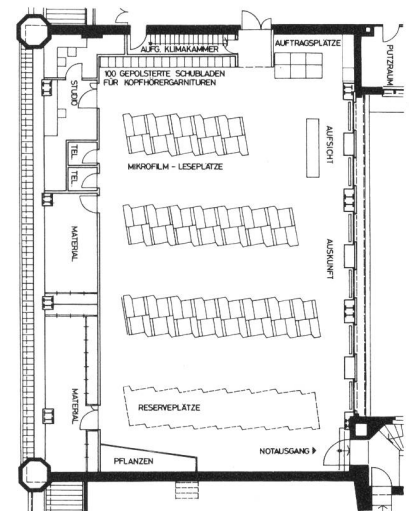 AUFG. KLIMAKAMMER
AUFTRAGSPLÄTZE
100 GEPOLSTERTE SCHUBLADEN
FÜR KOPFHÖRERGARNITUREN
PUTZRAUM
STUDIO
AUFSICHT
TEL.
TEL.
MIKROFILM - LESEPLÄTZE
MATERIAL
AUSKUNFT
MATERIAL
RESERVEPLÄTZE
PFLANZEN
NOTAUSGANG